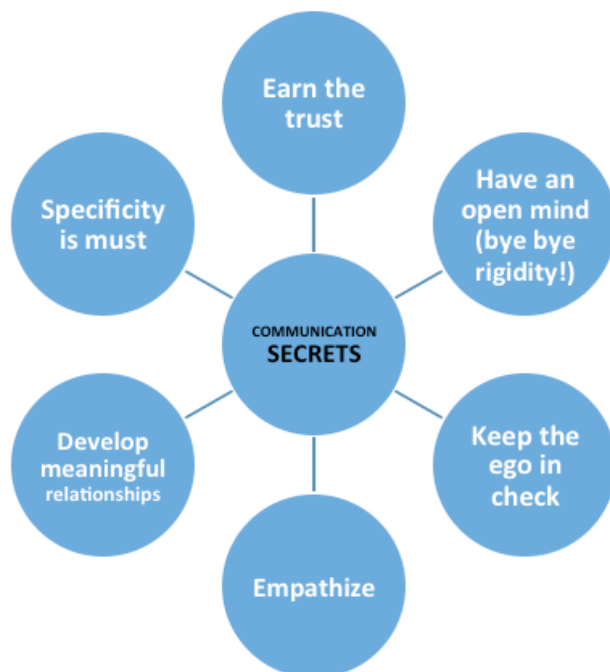 Earn the
trust
Have an
open mind
(bye bye
rigidity!)
Keep the
ego in
check
Empathize
Develop
meaningful
relationships
Specificity
is must
COMMUNICATION
SECRETS